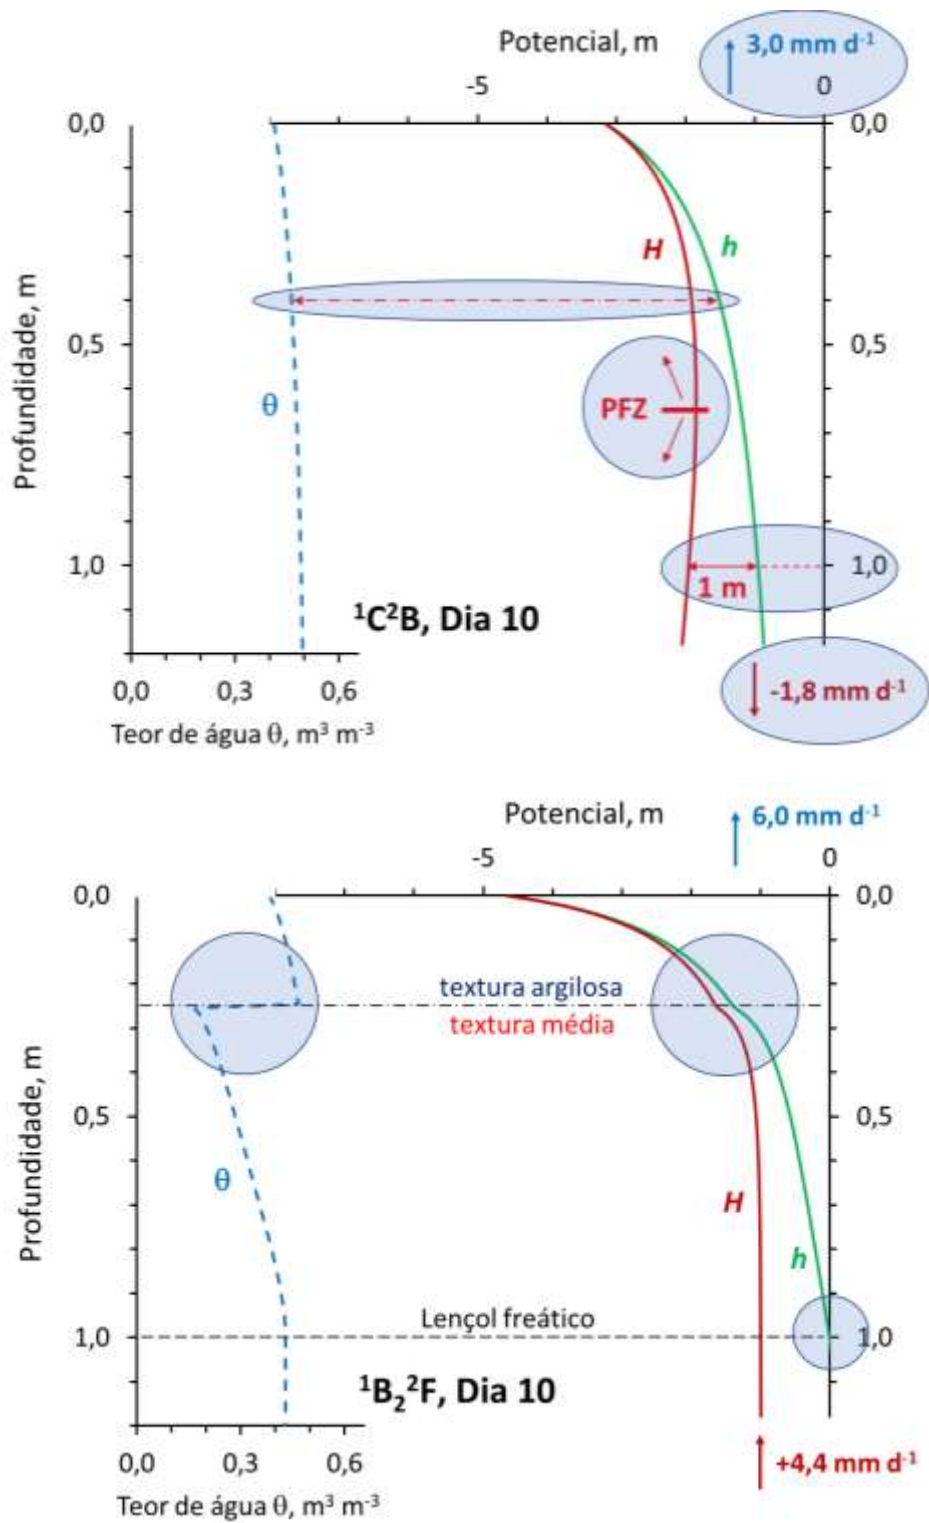 Potencial, m
3,0 mm d⁻¹
-5
0
0,0
0,0
H
h
0,5
0,5
Profundidade, m
θ
PFZ
1,0
1,0
1 m
¹C²B, Dia 10
-1,8 mm d⁻¹
0,0
0,3
0,6
Teor de água θ, m³ m⁻³
Potencial, m
6,0 mm d⁻¹
-5
0
0,0
0,0
textura argilosa
textura média
0,5
0,5
Profundidade, m
θ
H
h
Lençol freático
1,0
1,0
¹B₂²F, Dia 10
+4,4 mm d⁻¹
0,0
0,3
0,6
Teor de água θ, m³ m⁻³